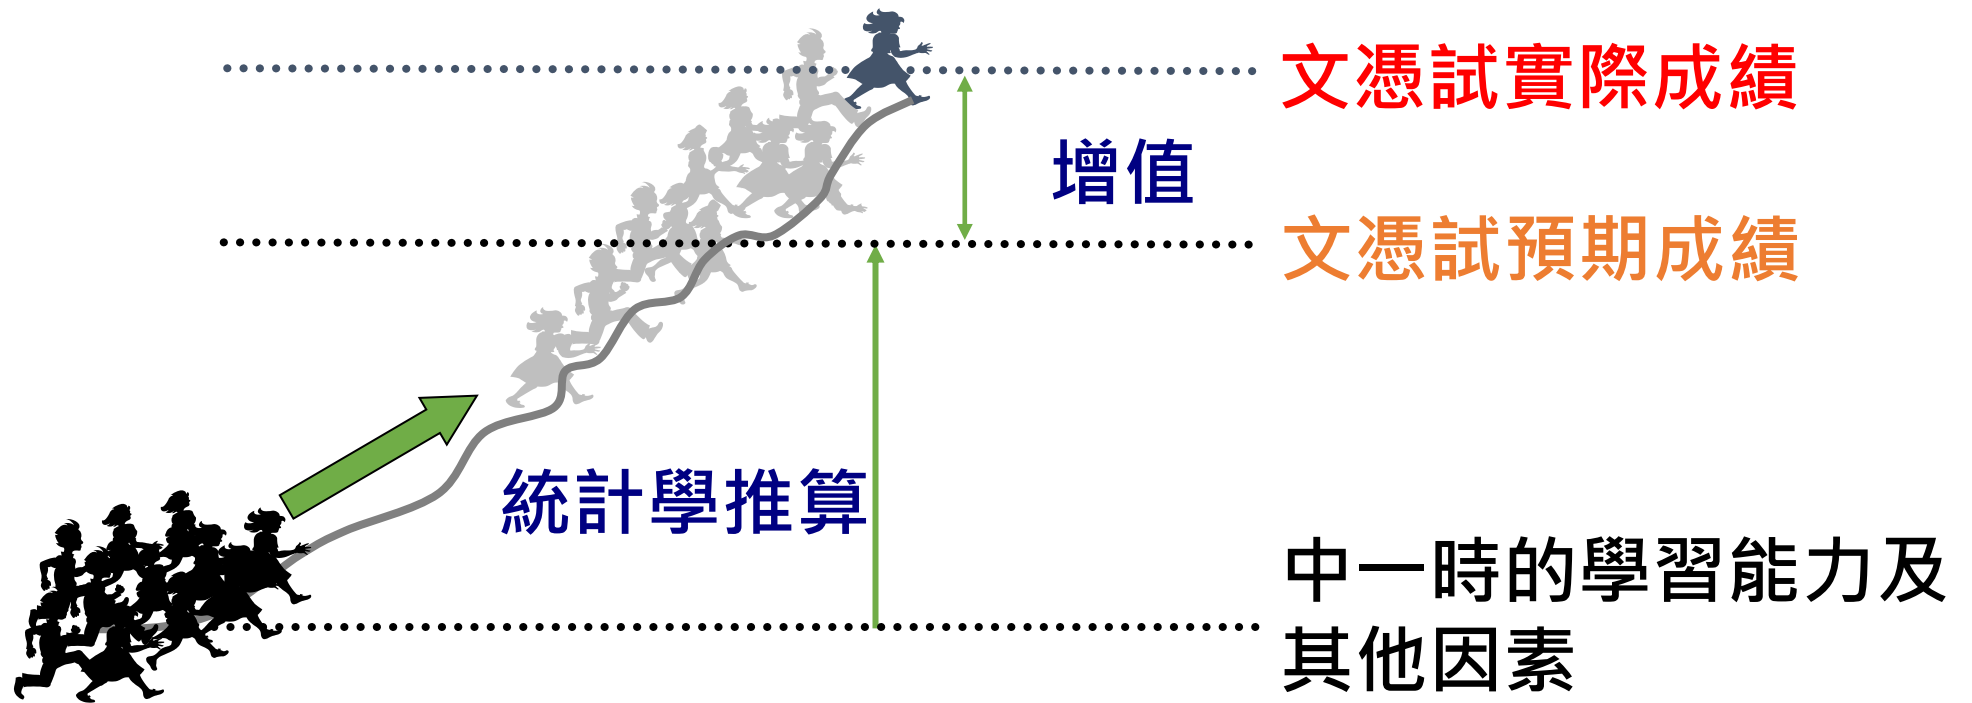 文憑試實際成績
增值
文憑試預期成績
統計學推算
中一時的學習能力及
其他因素